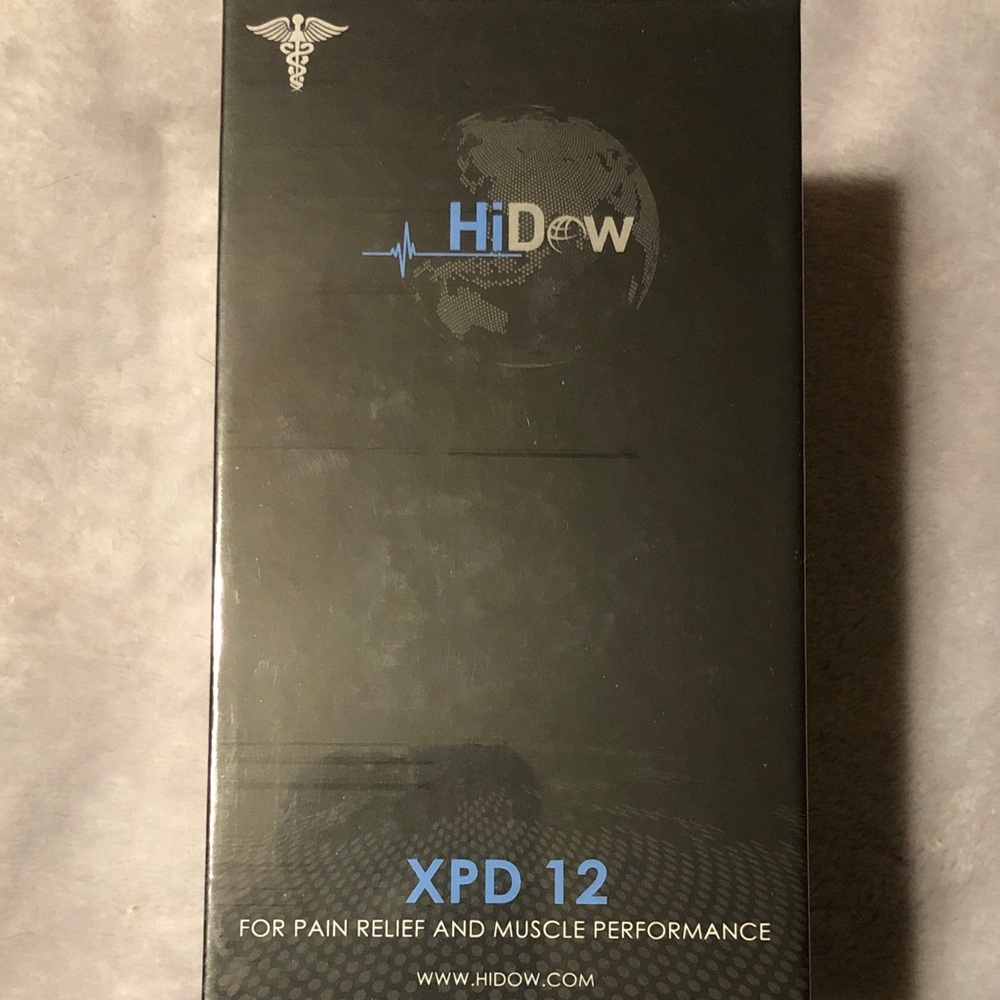 HiDow
XPD 12
FOR PAIN RELIEF AND MUSCLE PERFORMANCE
WWW.HIDOW.COM